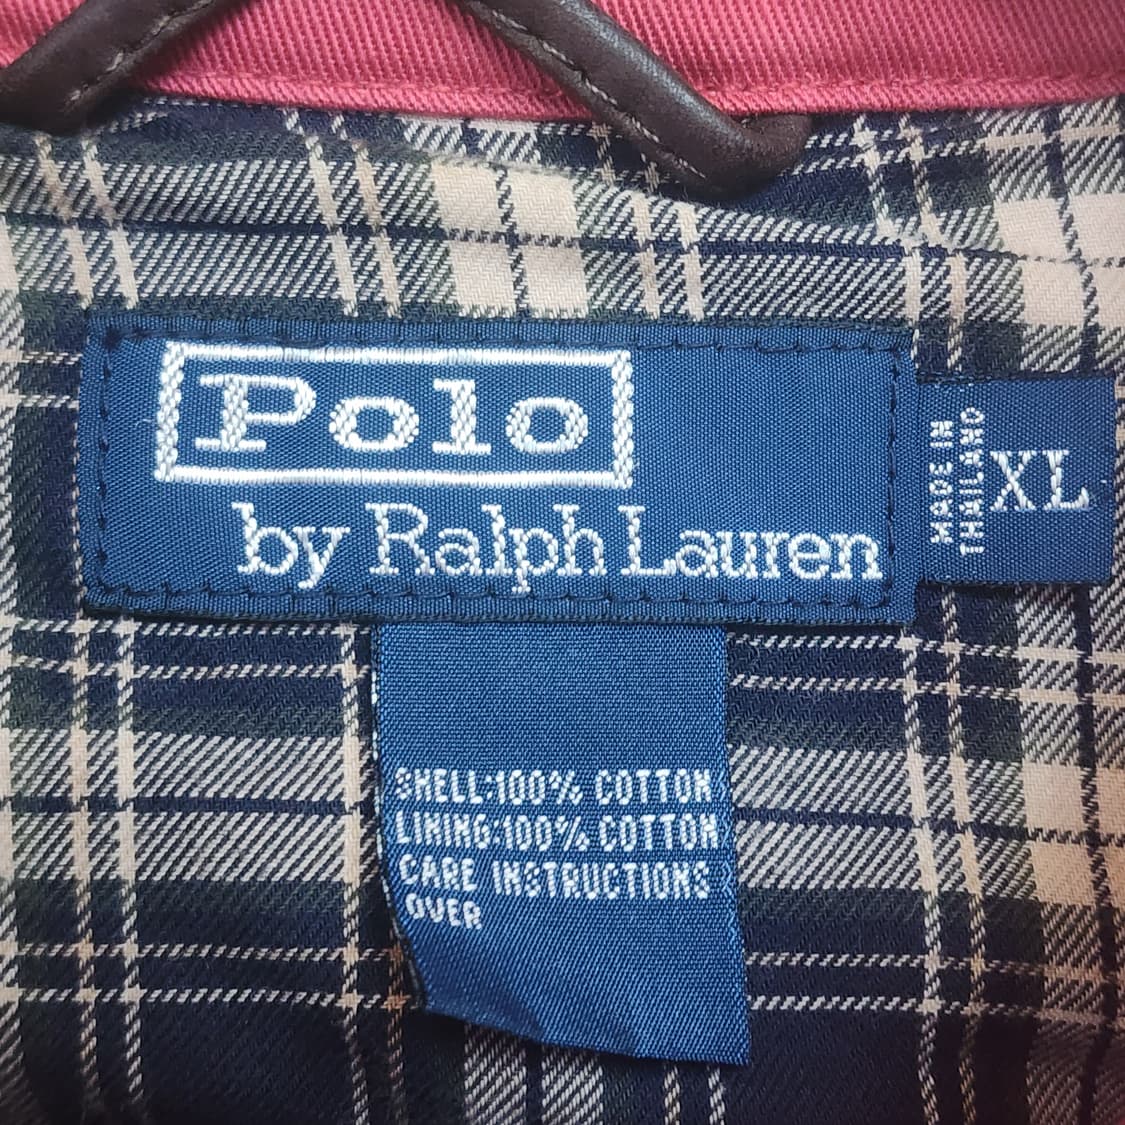 Polo
by Ralph Lauren
MADE IN
THAILAND
XL
SHELL:100% COTTON
LINING:100% COTTON
CARE INSTRUCTIONS
OVER